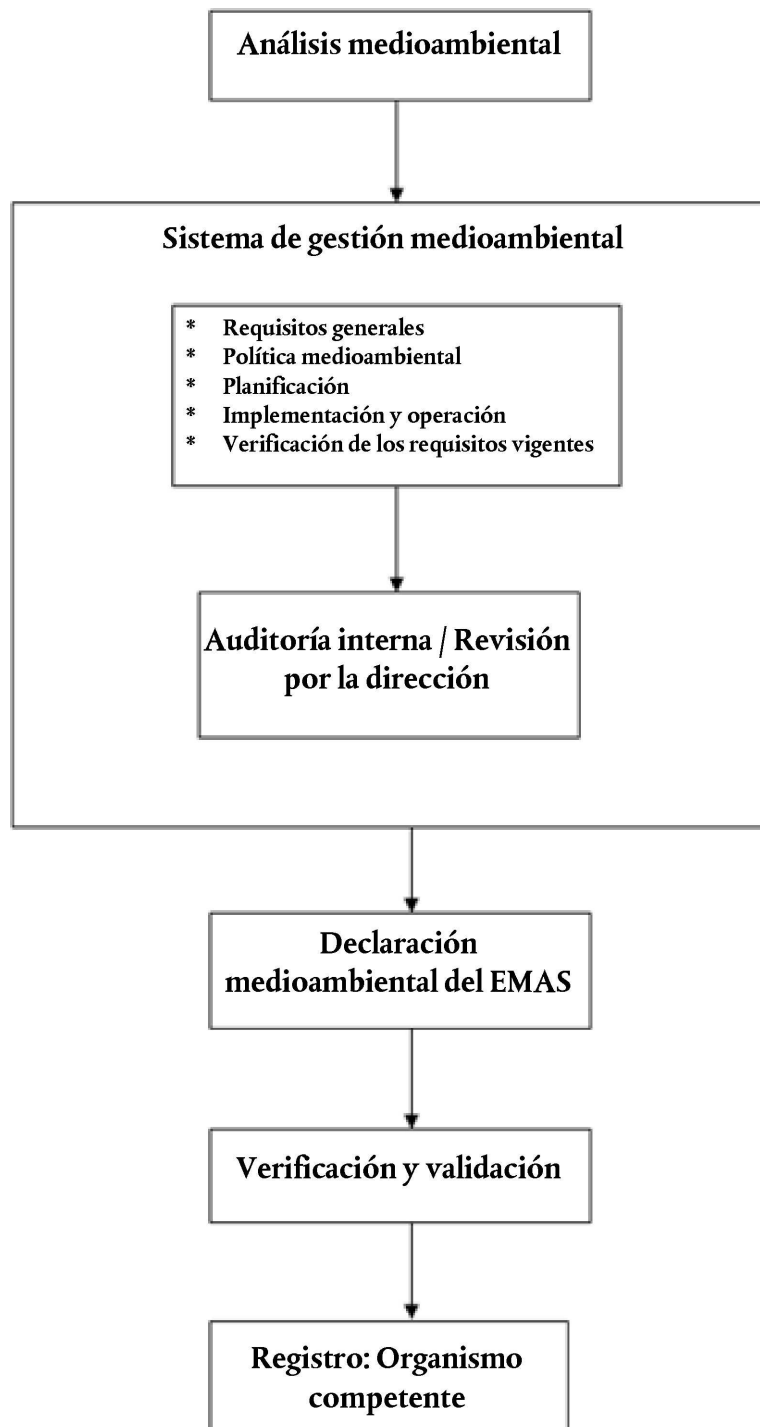 Análisis medioambiental
Sistema de gestión medioambiental
* Requisitos generales
* Política medioambiental
* Planificación
* Implementación y operación
* Verificación de los requisitos vigentes
Auditoría interna / Revisión
por la dirección
Declaración
medioambiental del EMAS
Verificación y validación
Registro: Organismo
competente